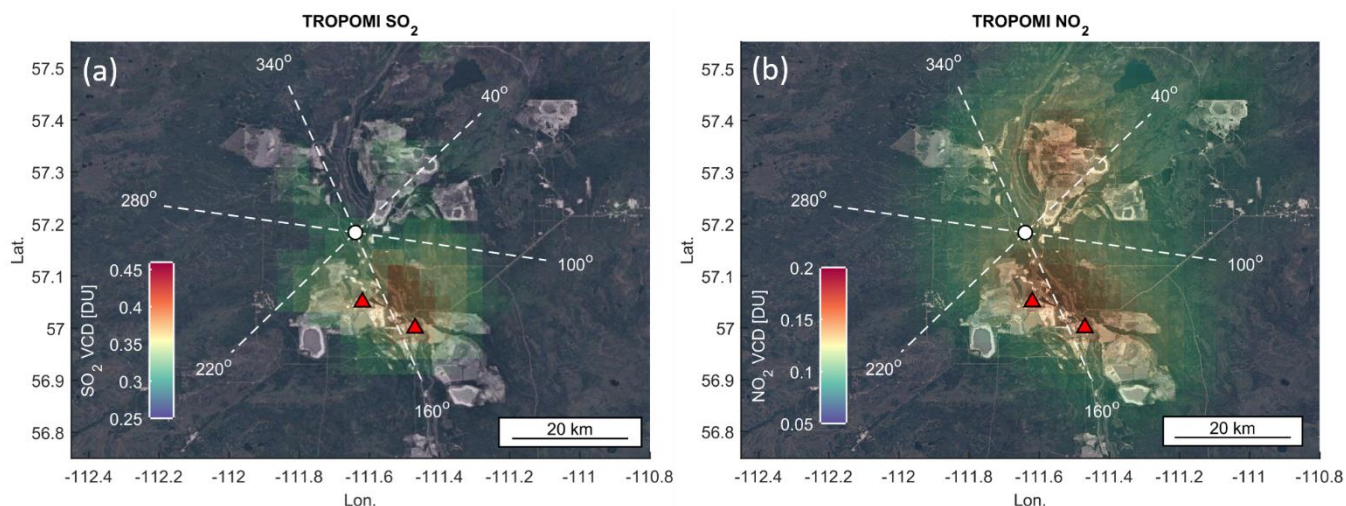 TROPOMI SO2
(a)
57.5
57.4
57.3
57.2
57.1
57
56.9
56.8
Lat.
340°
40°
280°
100°
220°
160°
0.45
0.4
0.35
0.3
0.25
SO2 VCD [DU]
20 km
-112.4 -112.2 -112 -111.8 -111.6 -111.4 -111.2 -111 -110.8
Lon.
TROPOMI NO2
(b)
57.5
57.4
57.3
57.2
57.1
57
56.9
56.8
Lat.
340°
40°
280°
100°
220°
160°
0.2
0.15
0.1
0.05
NO2 VCD [DU]
20 km
-112.4 -112.2 -112 -111.8 -111.6 -111.4 -111.2 -111 -110.8
Lon.